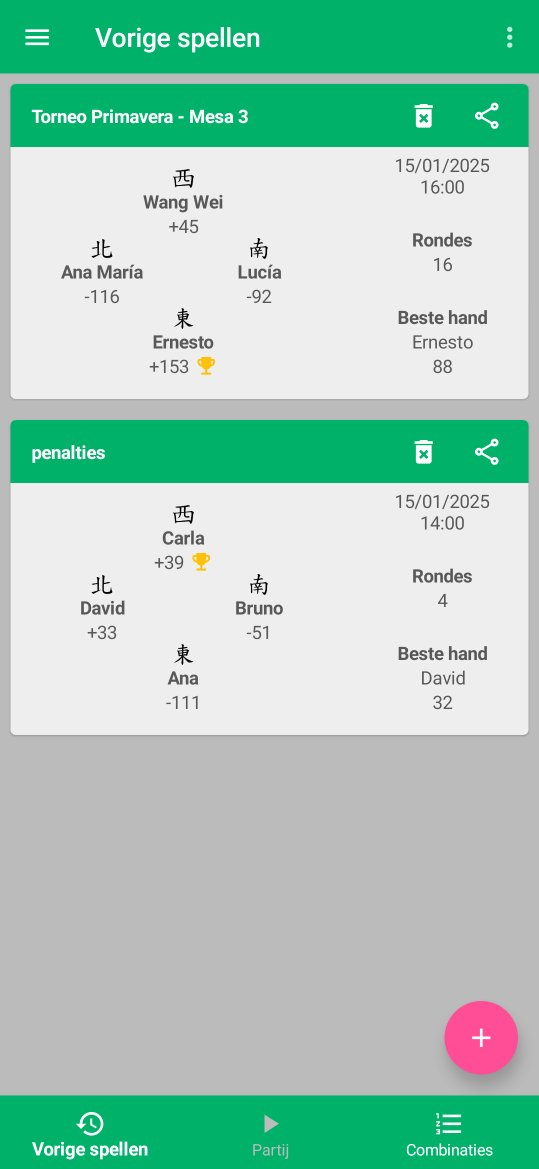 Vorige spellen
Torneo Primavera - Mesa 3
西
Wang Wei
+45
北
Ana María
-116
南
Lucía
-92
東
Ernesto
+153
15/01/2025
16:00
Rondes
16
Beste hand
Ernesto
88
penalties
西
Carla
+39
北
David
+33
南
Bruno
-51
東
Ana
-111
15/01/2025
14:00
Rondes
4
Beste hand
David
32
Vorige spellen
Partij
Combinaties